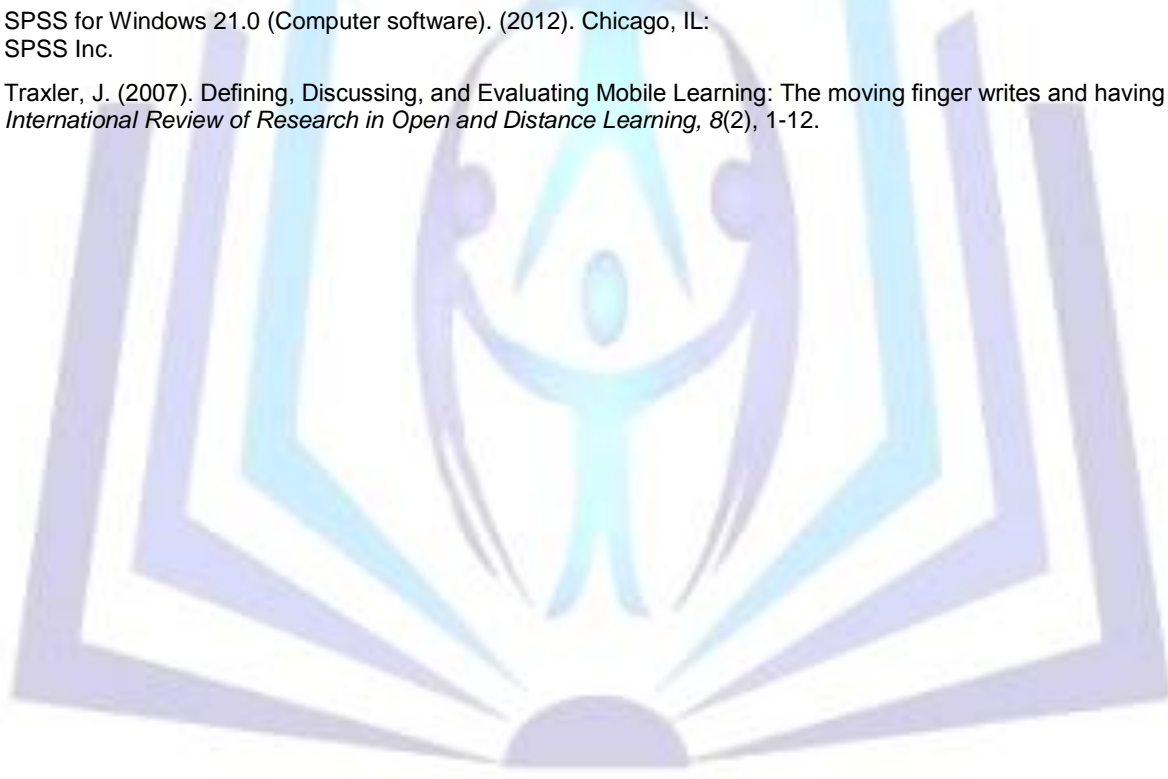 SPSS for Windows 21.0 (Computer software). (2012). Chicago, IL:
SPSS Inc.
Traxler, J. (2007). Defining, Discussing, and Evaluating Mobile Learning: The moving finger writes and having
International Review of Research in Open and Distance Learning, 8(2), 1-12.